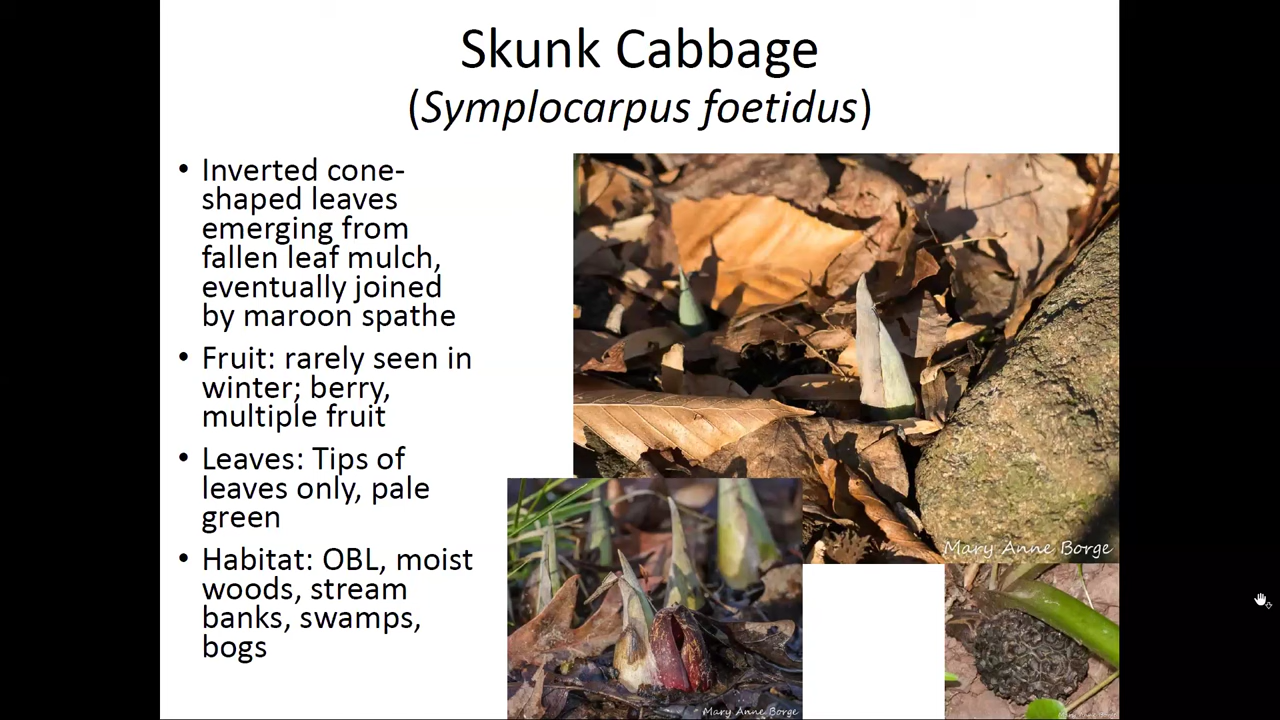 Skunk Cabbage
(Symplocarpus foetidus)
• Inverted cone-
shaped leaves
emerging from
fallen leaf mulch,
eventually joined
by maroon spathe
• Fruit: rarely seen in
winter; berry,
multiple fruit
• Leaves: Tips of
leaves only, pale
green
• Habitat: OBL, moist
woods, stream
banks, swamps,
bogs
Mary Anne Borge
Mary Anne Borge